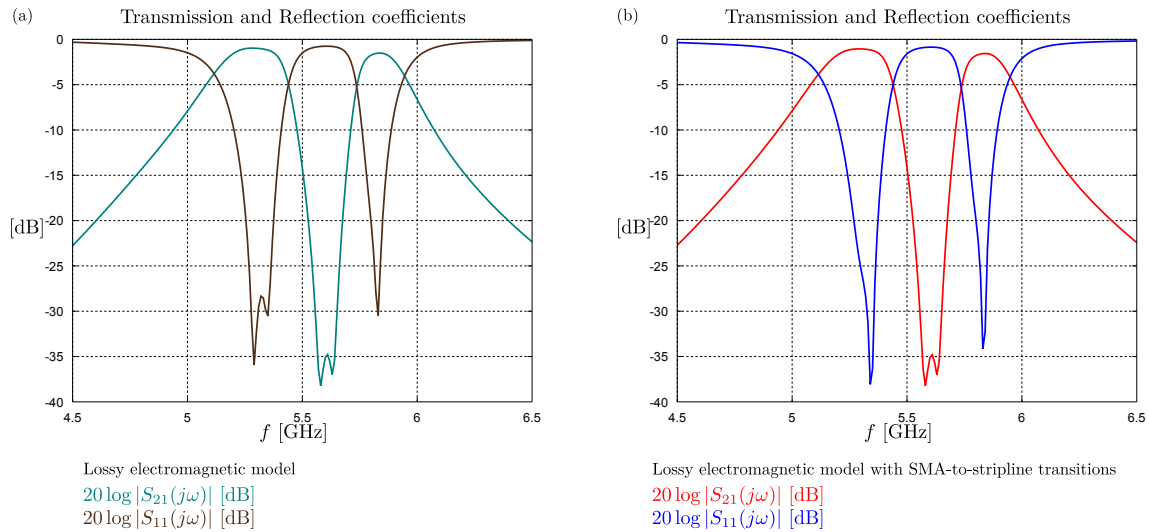 (a)
Transmission and Reflection coefficients
0
-5
-10
-15
-20
-25
-30
-35
-40
[dB]
4.5 5 5.5 6 6.5
f [GHz]
Lossy electromagnetic model
20 log |S21(jω)| [dB]
20 log |S11(jω)| [dB]
(b)
Transmission and Reflection coefficients
0
-5
-10
-15
-20
-25
-30
-35
-40
[dB]
4.5 5 5.5 6 6.5
f [GHz]
Lossy electromagnetic model with SMA-to-stripline transitions
20 log |S21(jω)| [dB]
20 log |S11(jω)| [dB]